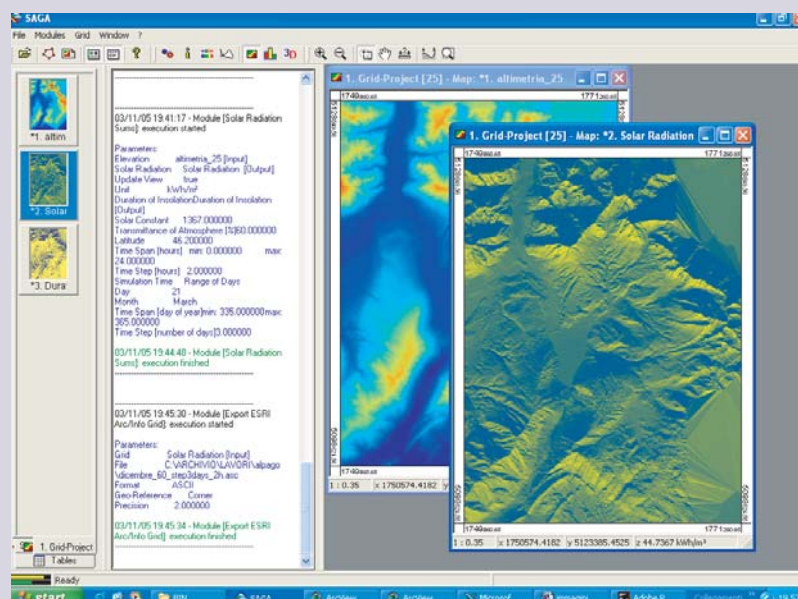 SAGA
File Modules Grid Window ?
3D
*1. altim
*2. Solar
*3. Dura
1. Grid-Project
Tables
03/11/05 19:41:17 - Module [Solar Radiation
Sums]: execution started
Parameters:
Elevation altimetria_25 [Input]
Solar Radiation Solar Radiation [Output]
Update View true
Unit kWh/m²
Duration of InsolationDuration of Insolation
[Output]
Solar Constant 1367.000000
Transmittance of Atmosphere [%]60.000000
Latitude 46.200000
Time Span [hours] min: 0.000000 max:
24.000000
Time Step [hours] 2.000000
Simulation Time Range of Days
Day 21
Month March
Time Span [day of year]min: 335.000000max:
365.000000
Time Step [number of days]3.000000
03/11/05 19:44:48 - Module [Solar Radiation
Sums]: execution finished
03/11/05 19:45:30 - Module [Export ESRI
Arc/Info Grid]: execution started
Parameters:
Grid Solar Radiation [Input]
File C:\ARCHIVIO\LAVORI\alpago
\dicembre_60_step3days_2h.asc
Format ASCII
Geo-Reference Corner
Precision 2.000000
03/11/05 19:45:34 - Module [Export ESRI
Arc/Info Grid]: execution finished
1. Grid-Project [25] - Map: *1. altimetria_25
1 : 0.35 x 1750574.4182 y
1. Grid-Project [25] - Map: *2. Solar Radiation
1 : 0.35 x 1750574.4182 y 5123385.4525 z 44.7367 kWh/m²
Ready
start SAGA ArcView ArcView Microsof immagini Adobe P Collegamenti